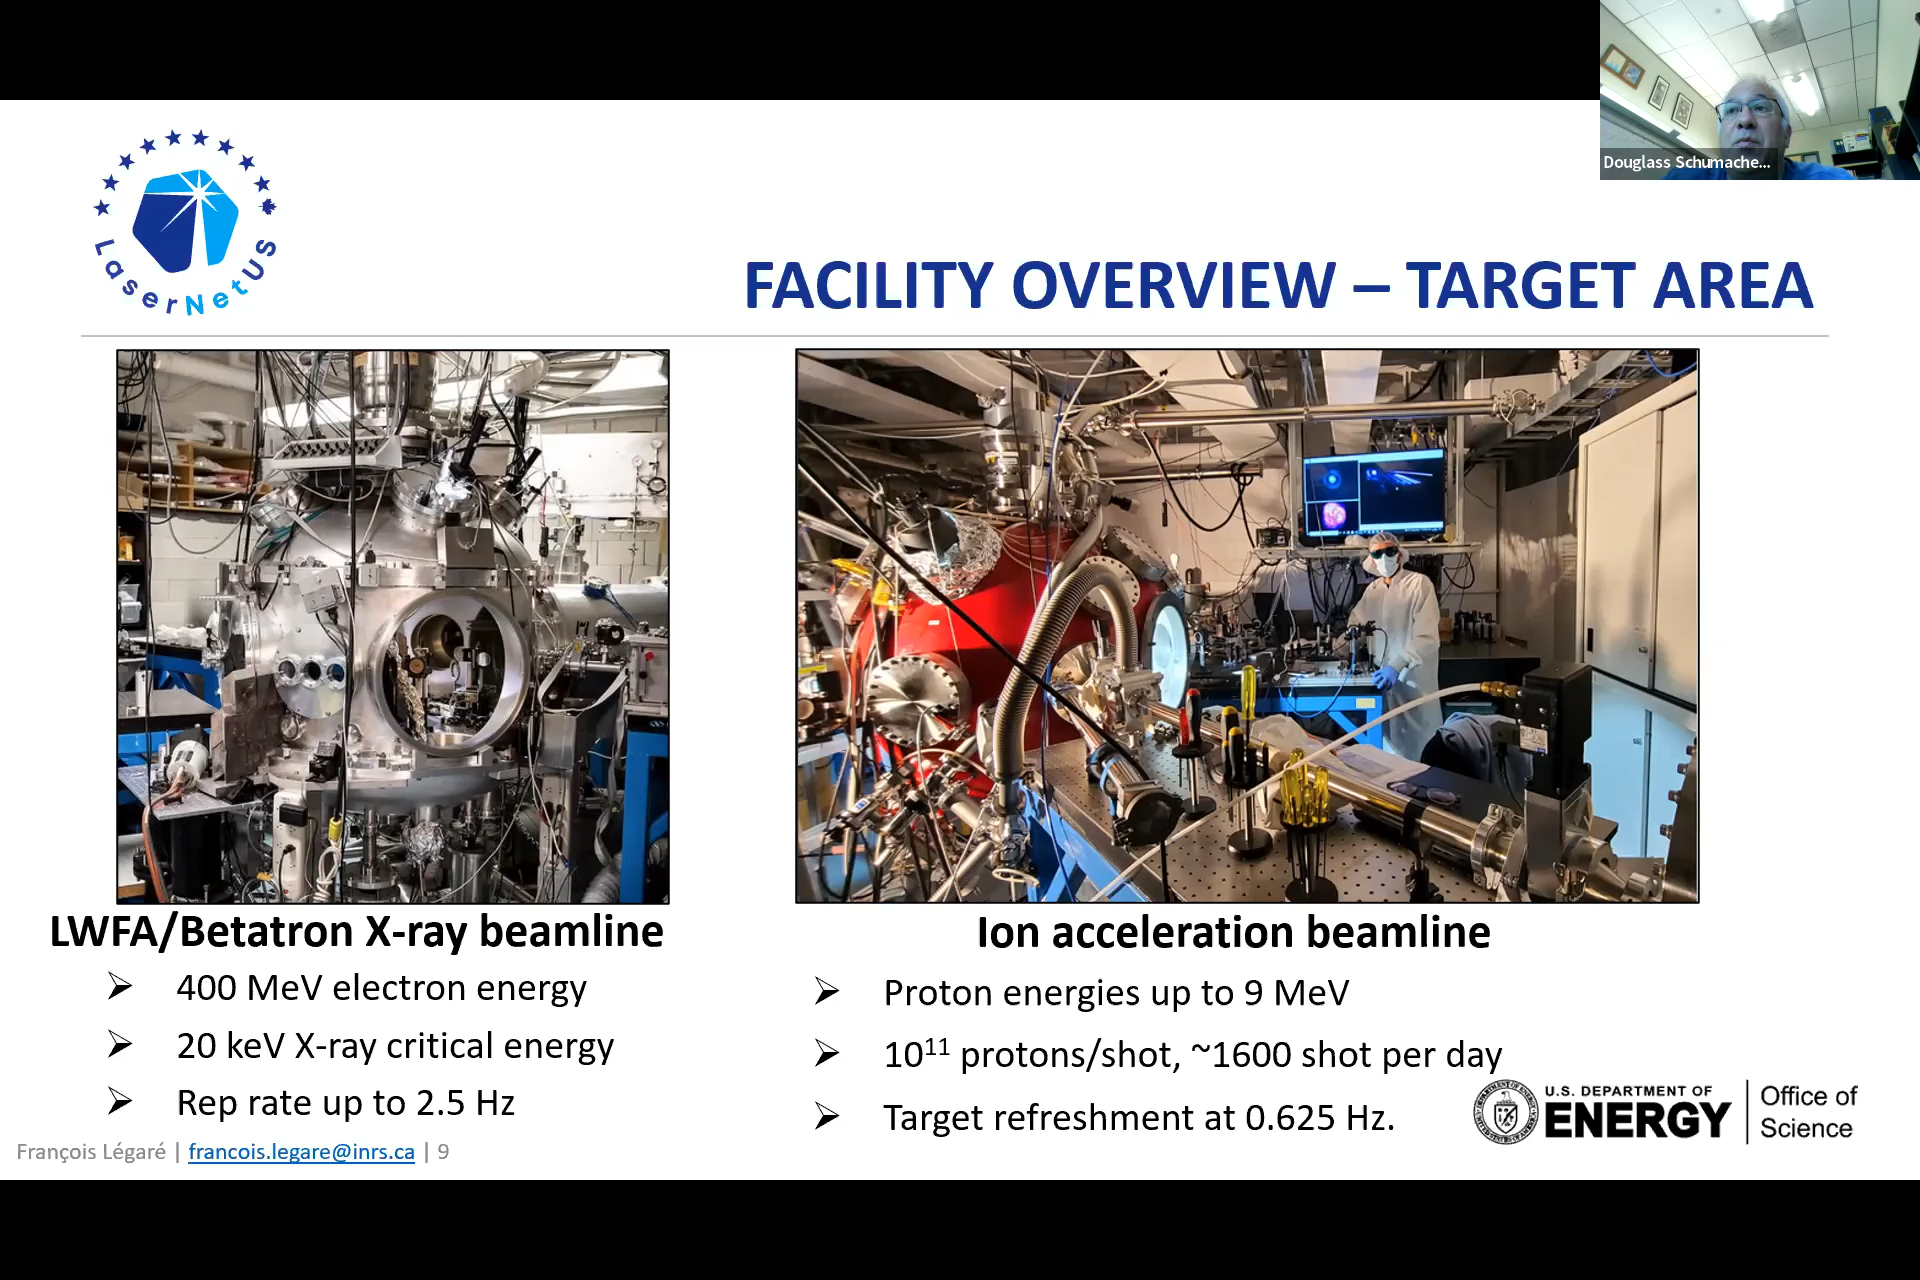 Douglass Schumache...
LaserNetUS
FACILITY OVERVIEW – TARGET AREA
LWFA/Betatron X-ray beamline
➢ 400 MeV electron energy
➢ 20 keV X-ray critical energy
➢ Rep rate up to 2.5 Hz
Ion acceleration beamline
➢ Proton energies up to 9 MeV
➢ 10¹¹ protons/shot, ~1600 shot per day
➢ Target refreshment at 0.625 Hz.
U.S. DEPARTMENT OF
ENERGY
Office of
Science
François Légaré | francois.legare@inrs.ca | 9